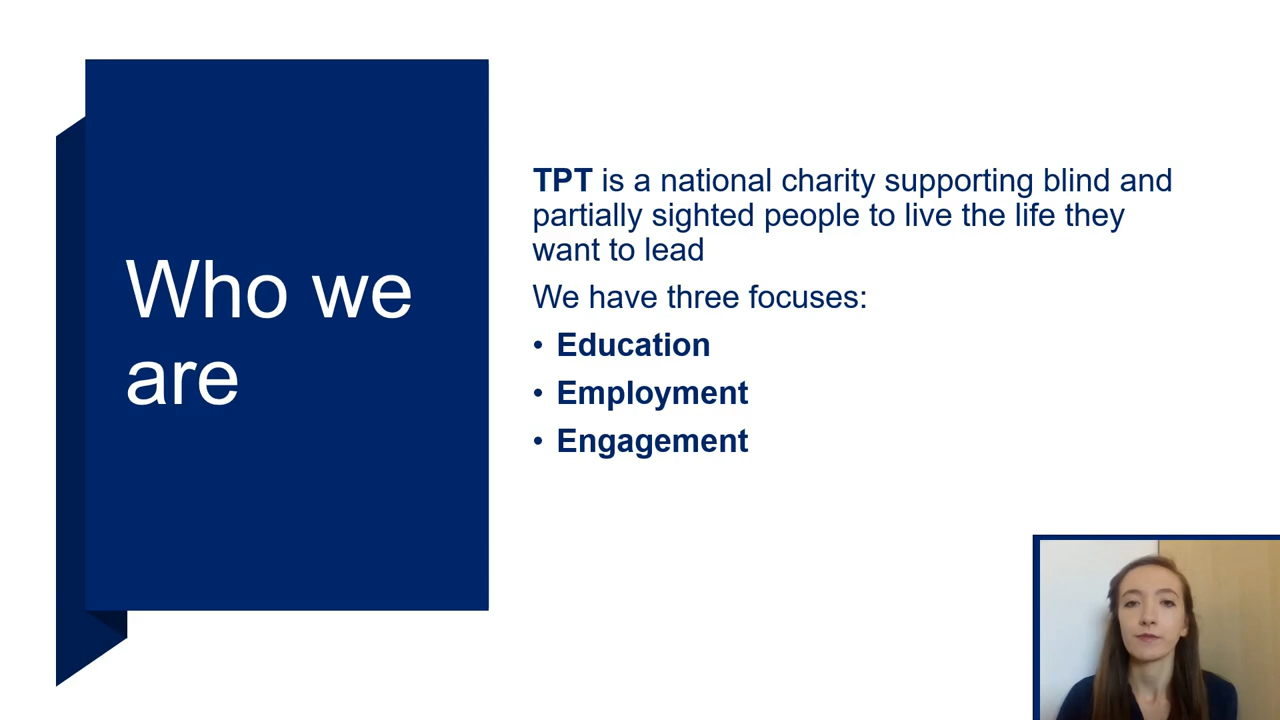 Who we
are
TPT is a national charity supporting blind and
partially sighted people to live the life they
want to lead
We have three focuses:
• Education
• Employment
• Engagement